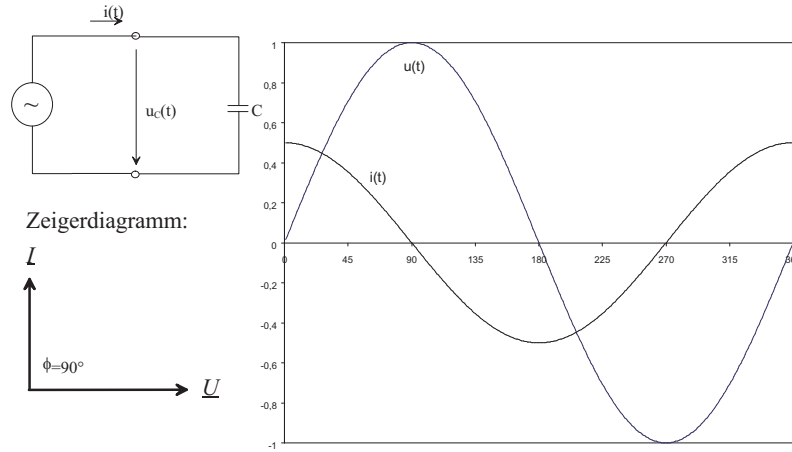 i(t)
~
u_C(t)
C
Zeigerdiagramm:
I
ϕ=90°
U
1
0,8
0,6
0,4
0,2
0
-0,2
-0,4
-0,6
-0,8
-1
u(t)
i(t)
0 45 90 135 180 225 270 315 360